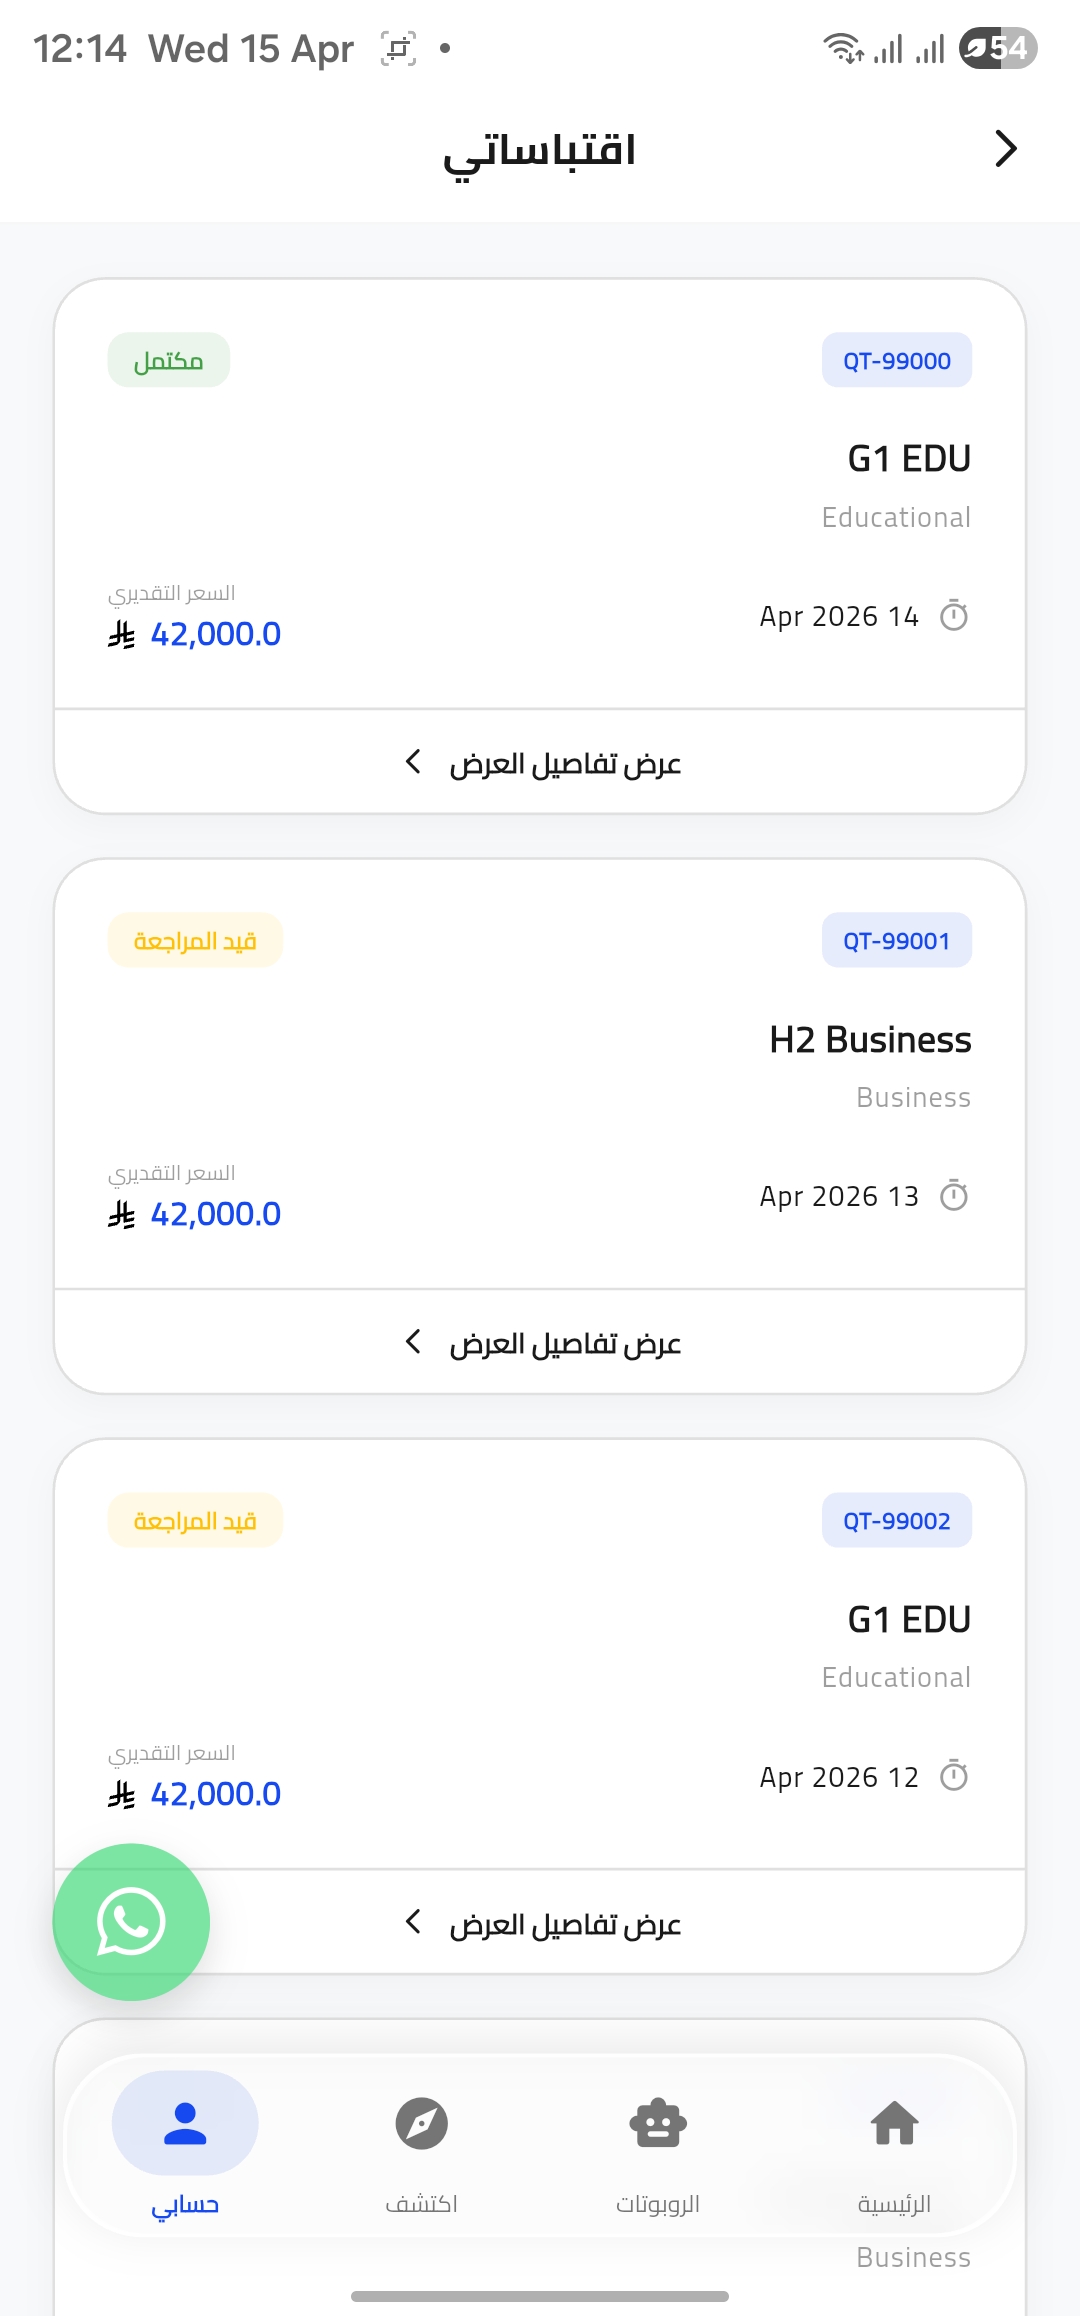 12:14 Wed 15 Apr
54
اقتباساتي
QT-99000
مكتمل
G1 EDU
Educational
السعر التقديري
14 Apr 2026
42,000.0
عرض تفاصيل العرض
QT-99001
قيد المراجعة
H2 Business
Business
السعر التقديري
13 Apr 2026
42,000.0
عرض تفاصيل العرض
QT-99002
قيد المراجعة
G1 EDU
Educational
السعر التقديري
12 Apr 2026
42,000.0
عرض تفاصيل العرض
الرئيسية
الروبوتات
اكتشف
حسابي
Business